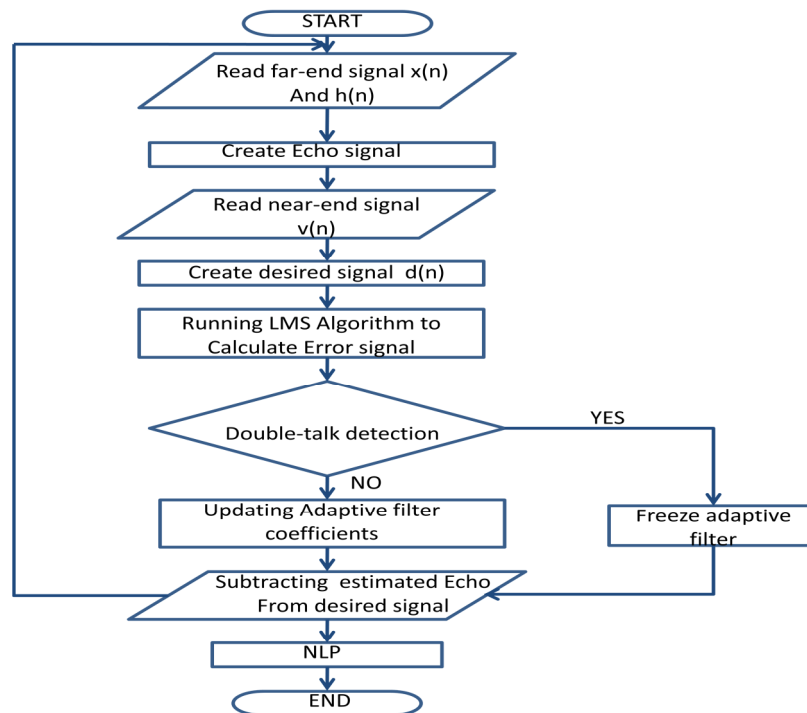 START
Read far-end signal x(n)
And h(n)
Create Echo signal
Read near-end signal
v(n)
Create desired signal d(n)
Running LMS Algorithm to
Calculate Error signal
Double-talk detection
YES
NO
Updating Adaptive filter
coefficients
Freeze adaptive
filter
Subtracting estimated Echo
From desired signal
NLP
END